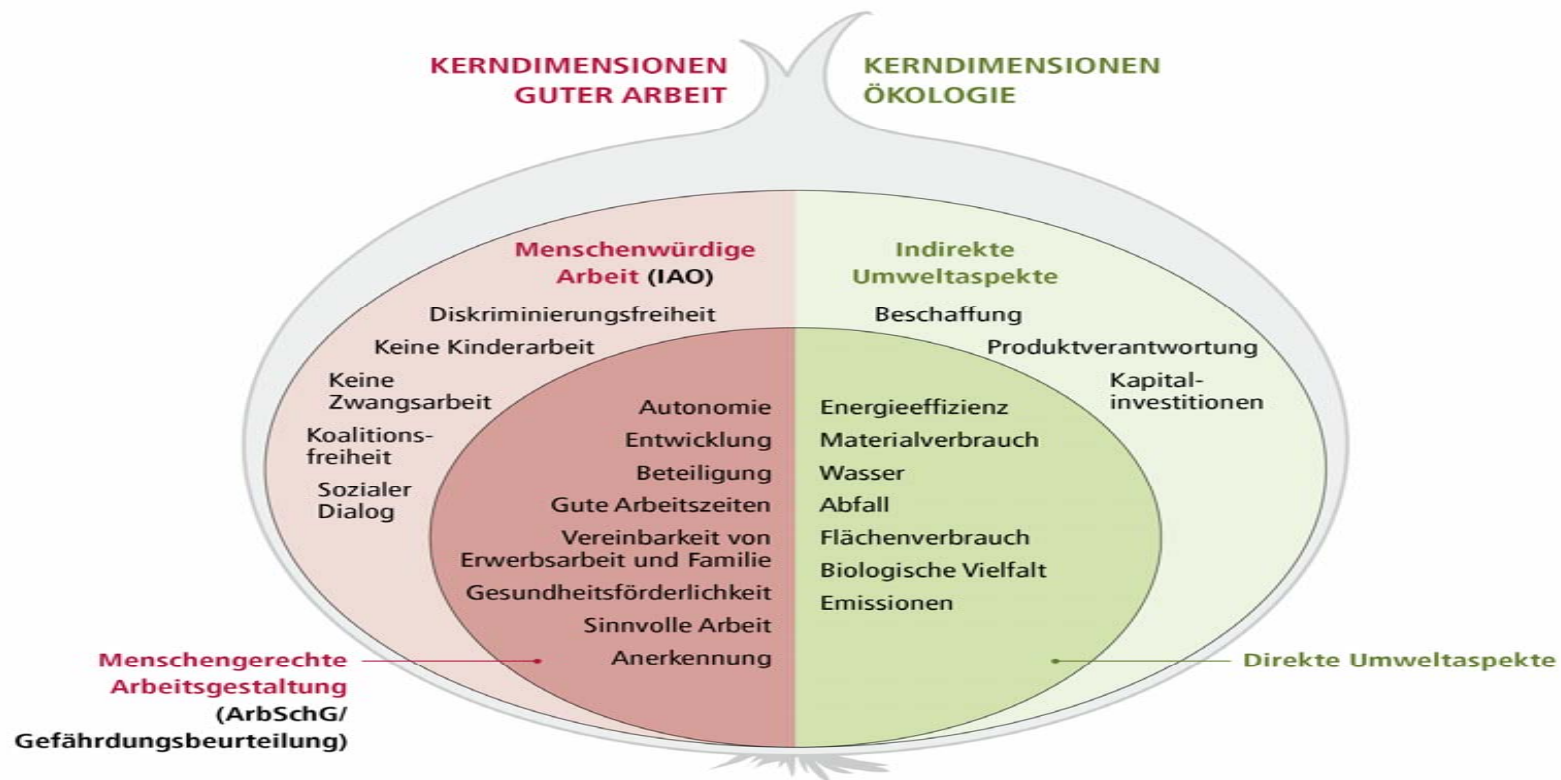 KERNDIMENSIONEN
GUTER ARBEIT
KERNDIMENSIONEN
ÖKOLOGIE
Menschenwürdige
Arbeit (IAO)
Diskriminierungsfreiheit
Keine Kinderarbeit
Keine
Zwangsarbeit
Koalitions-
freiheit
Sozialer
Dialog
Indirekte
Umweltaspekte
Beschaffung
Produktverantwortung
Kapital-
investitionen
Autonomie
Entwicklung
Beteiligung
Gute Arbeitszeiten
Vereinbarkeit von
Erwerbsarbeit und Familie
Gesundheitsförderlichkeit
Sinnvolle Arbeit
Anerkennung
Energieeffizienz
Materialverbrauch
Wasser
Abfall
Flächenverbrauch
Biologische Vielfalt
Emissionen
Menschengerechte
Arbeitsgestaltung
(ArbSchG/
Gefährdungsbeurteilung)
Direkte Umweltaspekte